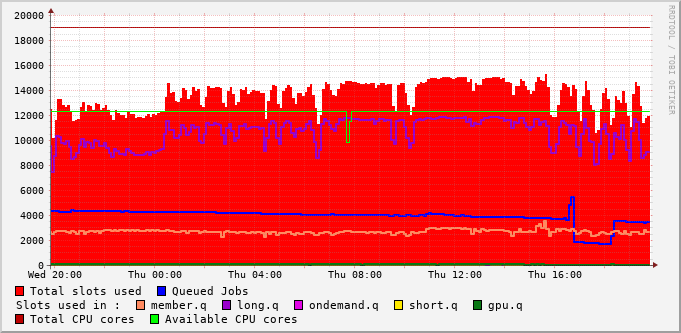 RRDTOOL / TOBI OETIKER
20000
18000
16000
14000
12000
10000
8000
6000
4000
2000
0
Wed 20:00 Thu 00:00 Thu 04:00 Thu 08:00 Thu 12:00 Thu 16:00
Total slots used Queued Jobs
Slots used in : member.q long.q ondemand.q short.q gpu.q
Total CPU cores Available CPU cores